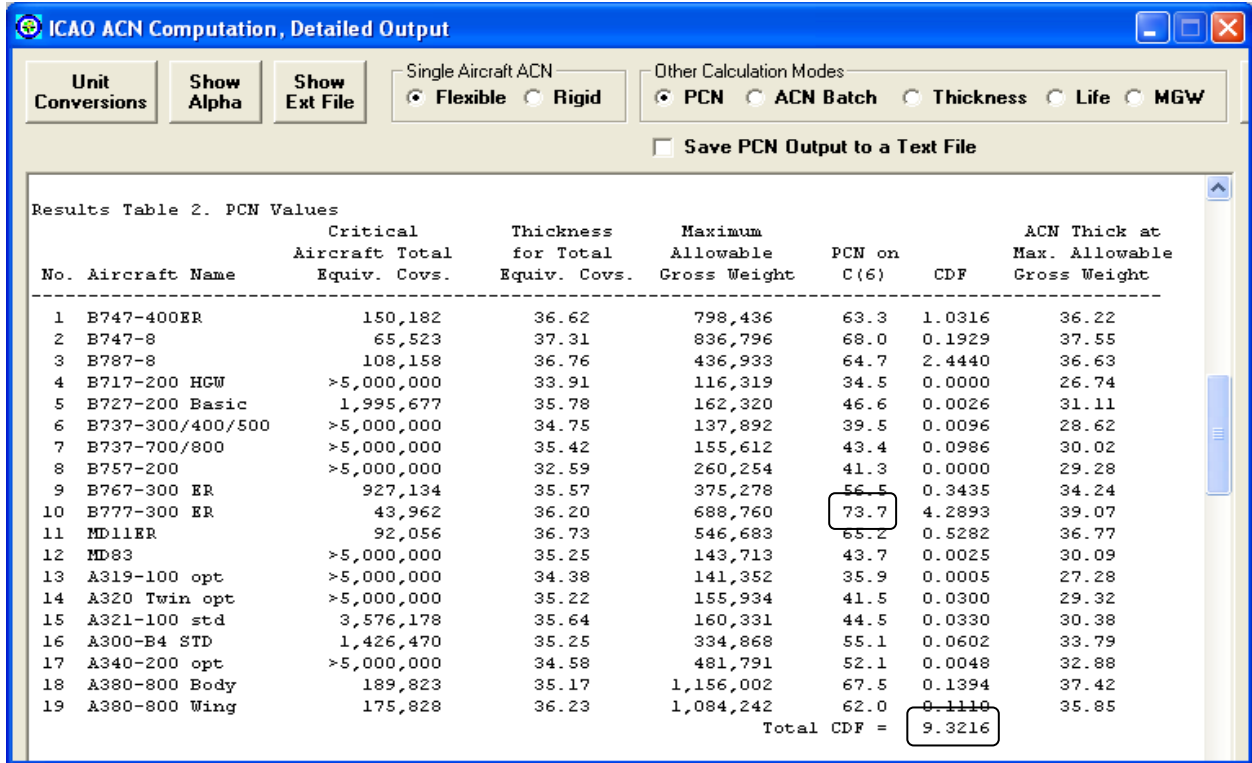 ICAO ACN Computation, Detailed Output
Unit Conversions
Show Alpha
Show Ext File
Single Aircraft ACN
Flexible Rigid
Other Calculation Modes
PCN ACN Batch Thickness Life MGW
Save PCN Output to a Text File
Results Table 2. PCN Values
Critical Thickness Maximum ACN Thick at
Aircraft Total for Total Allowable PCN on Max. Allowable
No. Aircraft Name Equiv. Covs. Equiv. Covs. Gross Weight C(6) CDF Gross Weight
1 B747-400ER 150,182 36.62 798,436 63.3 1.0316 36.22
2 B747-8 65,523 37.31 836,796 68.0 0.1929 37.55
3 B787-8 108,158 36.76 436,933 64.7 2.4440 36.63
4 B717-200 HGW >5,000,000 33.91 116,319 34.5 0.0000 26.74
5 B727-200 Basic 1,995,677 35.78 162,320 46.6 0.0026 31.11
6 B737-300/400/500 >5,000,000 34.75 137,892 39.5 0.0096 28.62
7 B737-700/800 >5,000,000 35.42 155,612 43.4 0.0986 30.02
8 B757-200 >5,000,000 32.59 260,254 41.3 0.0000 29.28
9 B767-300 ER 927,134 35.57 375,278 56.5 0.3435 34.24
10 B777-300 ER 43,962 36.20 688,760 73.7 4.2893 39.07
11 MD11ER 92,056 36.73 546,683 65.2 0.5282 36.77
12 MD83 >5,000,000 35.25 143,713 43.7 0.0025 30.09
13 A319-100 opt >5,000,000 34.38 141,352 35.9 0.0005 27.28
14 A320 Twin opt >5,000,000 35.22 155,934 41.5 0.0300 29.32
15 A321-100 std 3,576,178 35.64 160,331 44.5 0.0330 30.38
16 A300-B4 STD 1,426,470 35.25 334,868 55.1 0.0602 33.79
17 A340-200 opt >5,000,000 34.58 481,791 52.1 0.0048 32.88
18 A380-800 Body 189,823 35.17 1,156,002 67.5 0.1394 37.42
19 A380-800 Wing 175,828 36.23 1,084,242 62.0 0.1110 35.85
Total CDF = 9.3216